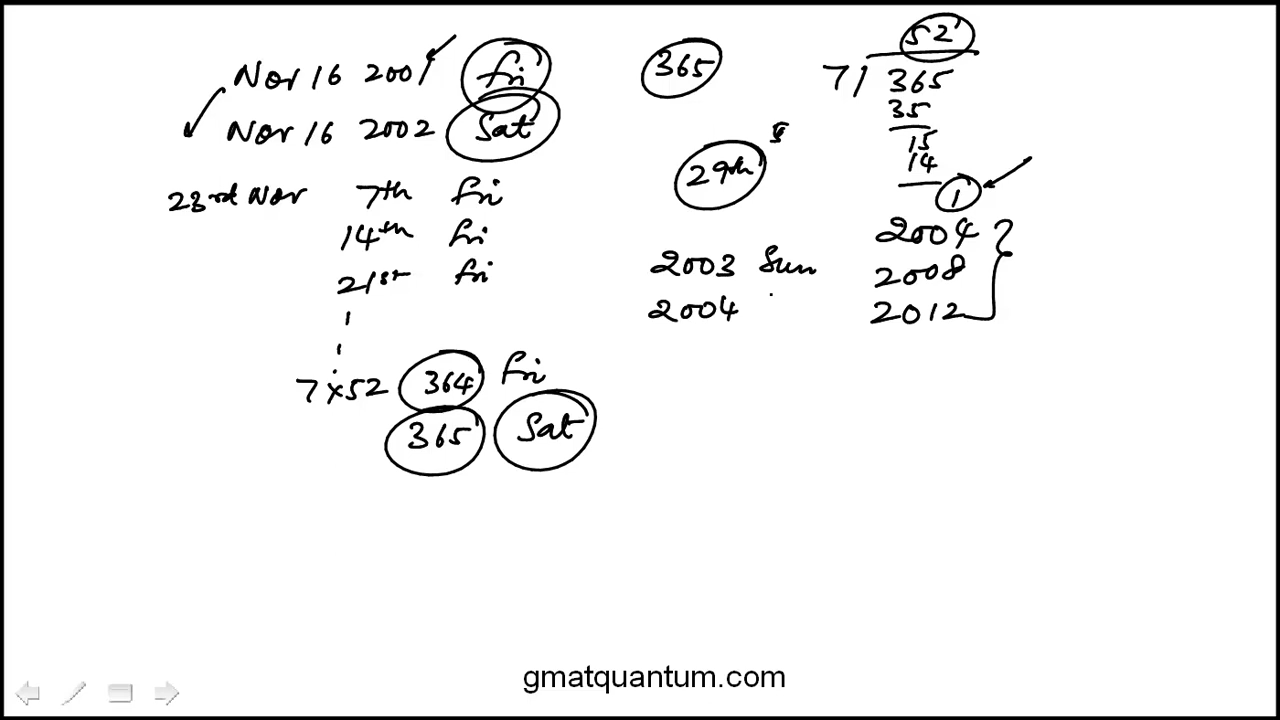 Nov 16 2001 Fri
Nov 16 2002 Sat
23rd Nov 7th Fri
14th Fri
21st Fri
7x52 364 Fri
365 Sat
365
29th
2003 Sun
2004
52
7) 365
35
15
14
1
2004
2008
2012
gmatquantum.com